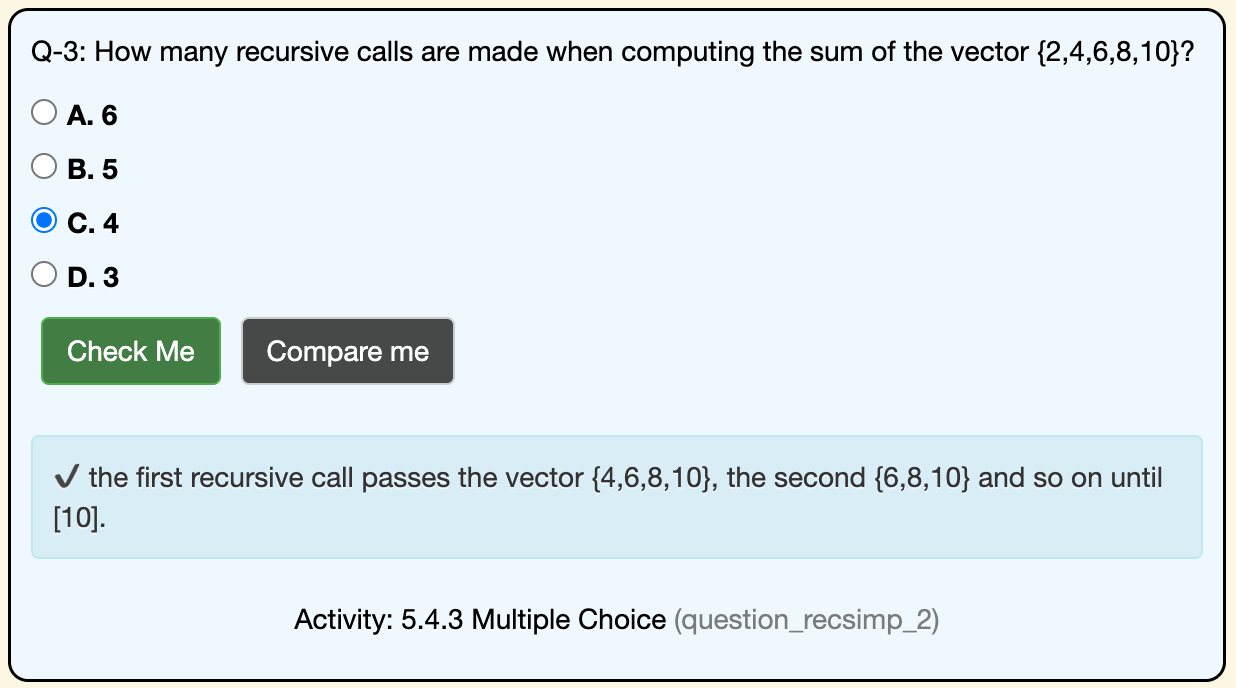 Q-3: How many recursive calls are made when computing the sum of the vector {2,4,6,8,10}?
A. 6
B. 5
C. 4
D. 3
Check Me Compare me
✔ the first recursive call passes the vector {4,6,8,10}, the second {6,8,10} and so on until
[10].
Activity: 5.4.3 Multiple Choice (question_recsimp_2)